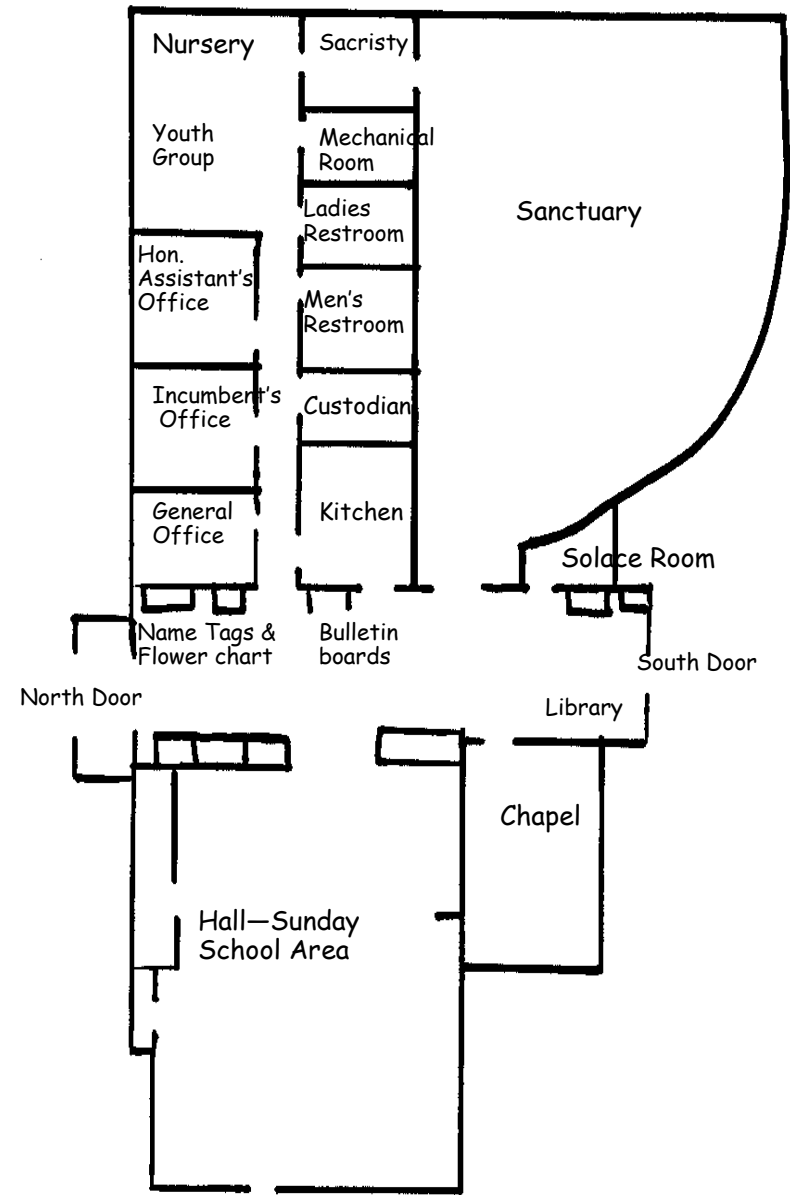 Nursery
Sacristy
Youth
Group
Mechanical
Room
Sanctuary
Ladies
Restroom
Hon.
Assistant's
Office
Men's
Restroom
Incumbent's
Office
Custodian
General
Office
Kitchen
Solace Room
Name Tags &
Flower chart
Bulletin
boards
South Door
North Door
Library
Chapel
Hall—Sunday
School Area